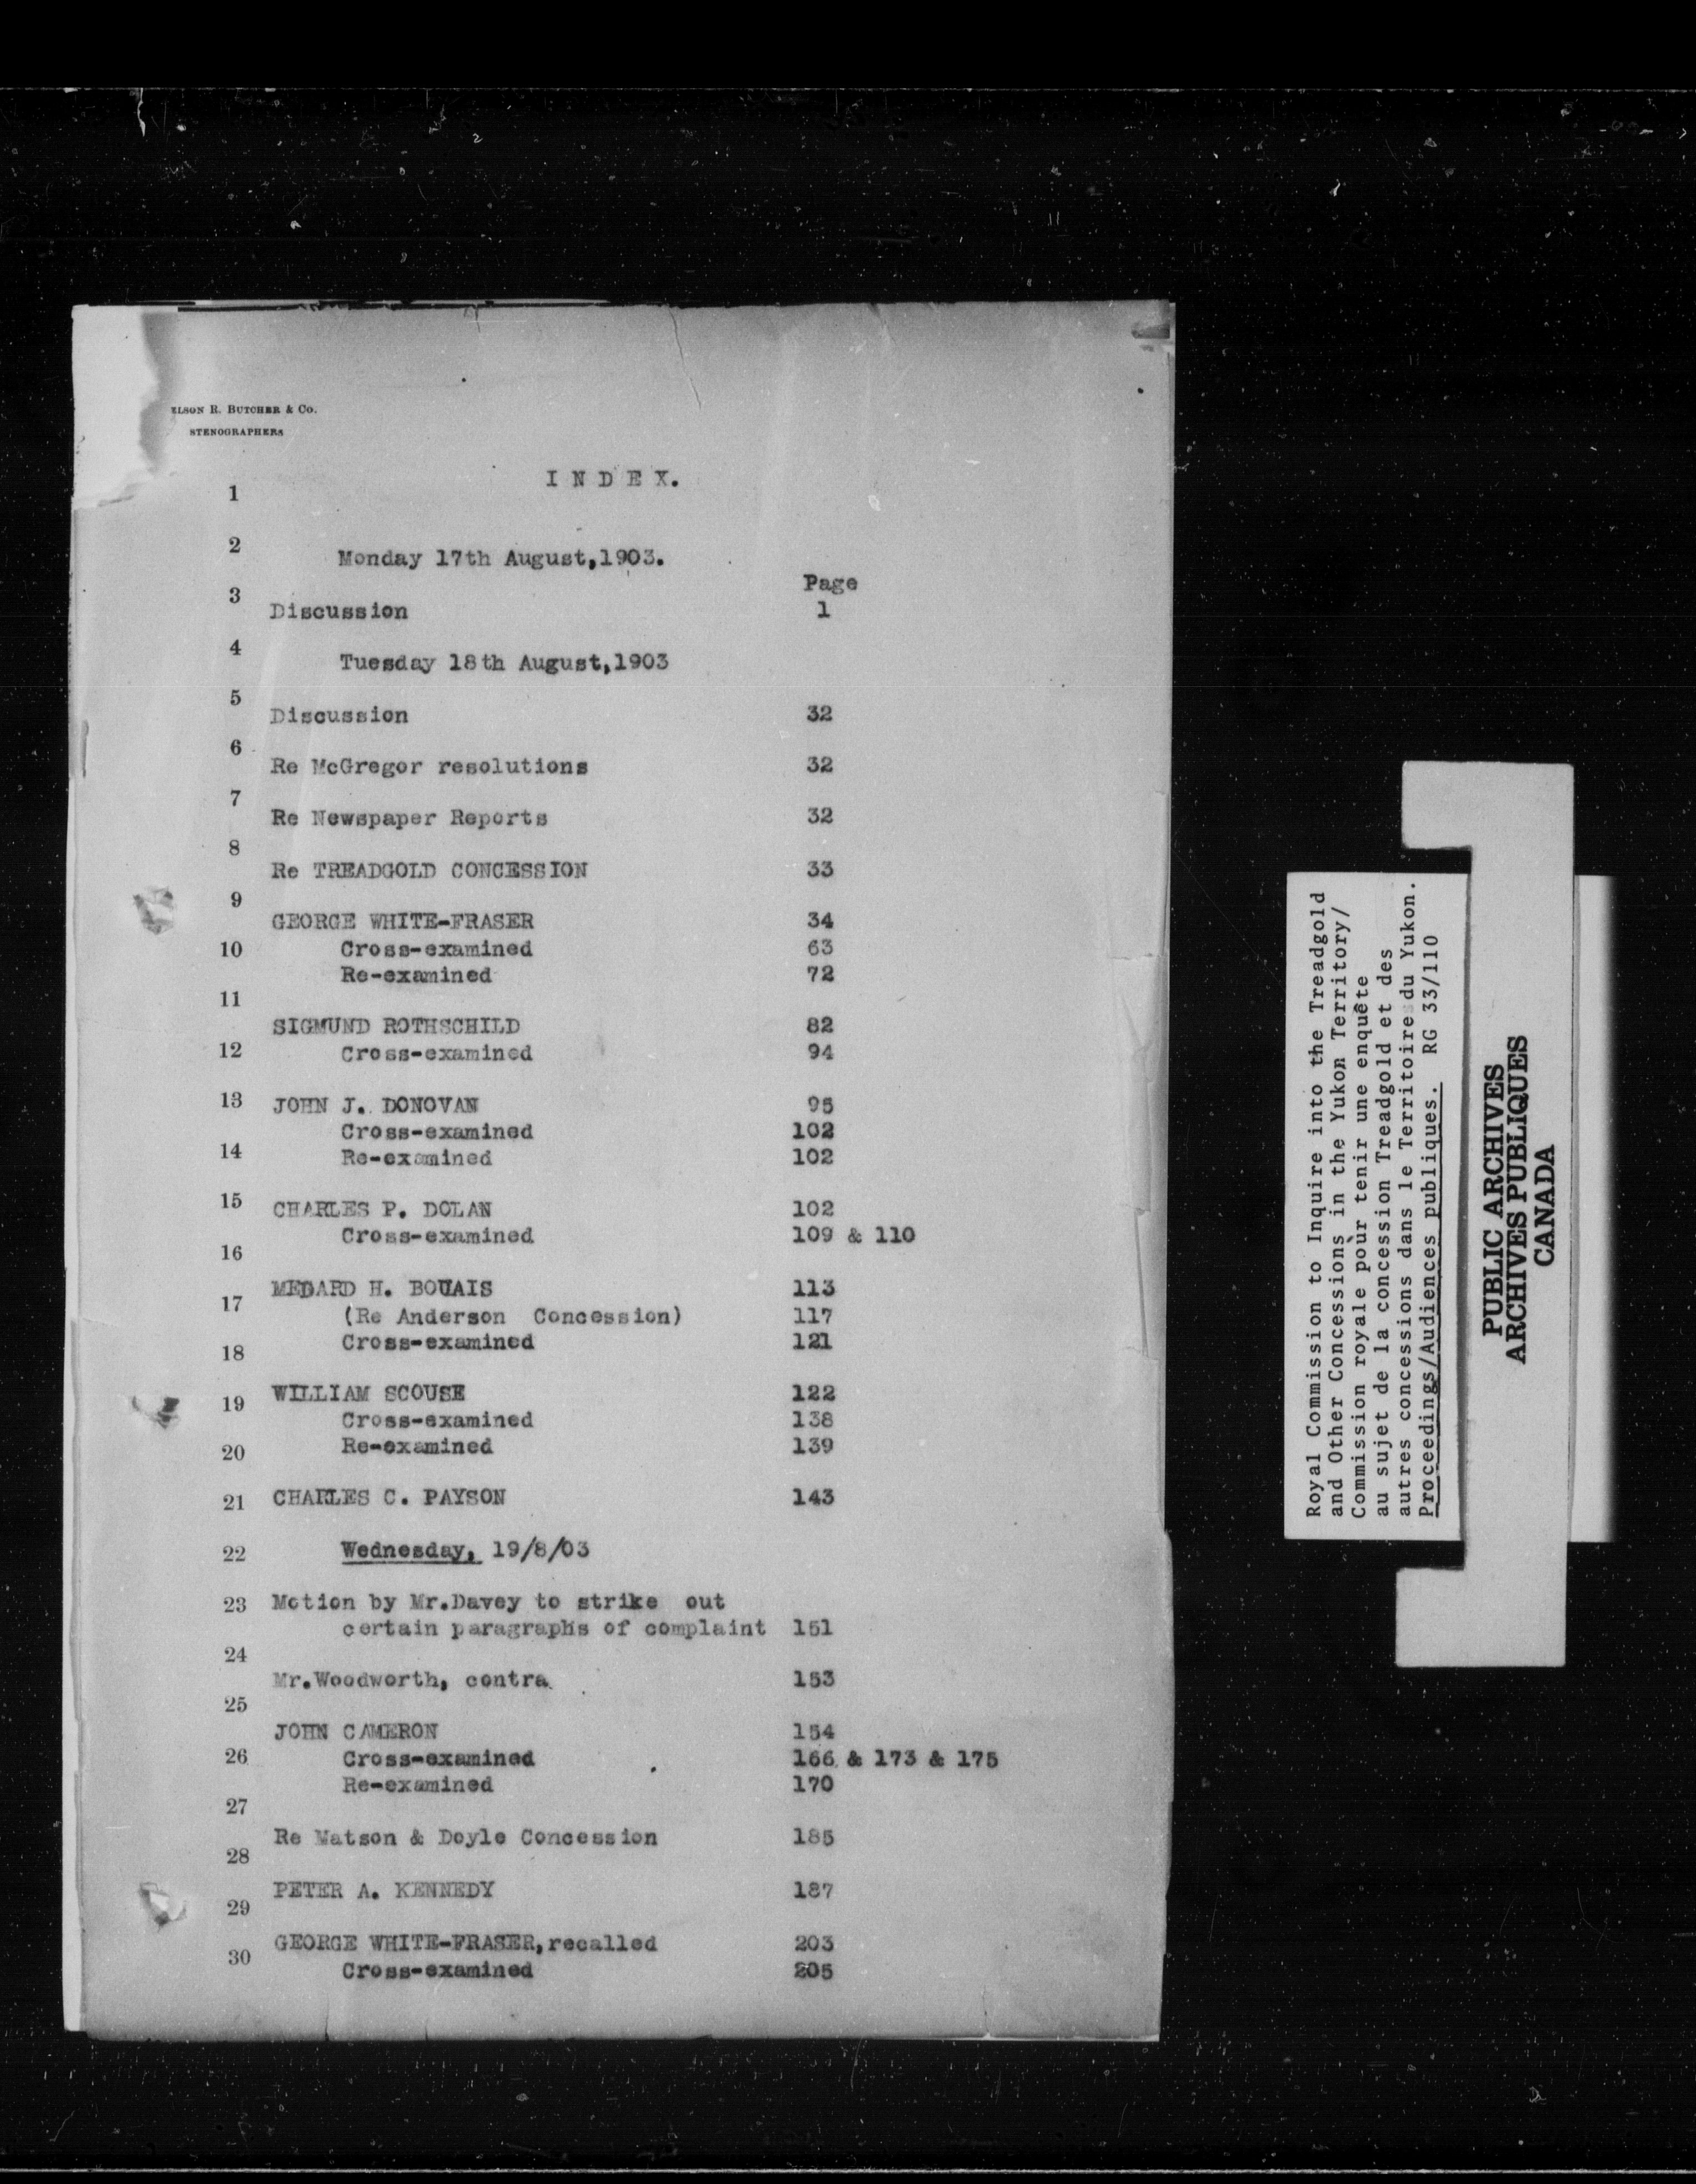 ELSON R. BUTCHER & CO.
STENOGRAPHERS
I N D E X.
1
2
Monday 17th August,1903.
Page
3
Discussion 1
4
Tuesday 18th August,1903
5
Discussion 32
6
Re McGregor resolutions 32
7
Re Newspaper Reports 32
8
Re TREADGOLD CONCESSION 33
9
GEORGE WHITE-FRASER 34
10 Cross-examined 63
Re-examined 72
11
SIGMUND ROTHSCHILD 82
12 Cross-examined 94
13 JOHN J. DONOVAN 95
Cross-examined 102
14 Re-examined 102
15 CHARLES P. DOLAN 102
Cross-examined 109 & 110
16
MEDARD H. BOUAIS 113
17 (Re Anderson Concession) 117
Cross-examined 121
18
WILLIAM SCOUSE 122
19 Cross-examined 138
20 Re-examined 139
21 CHARLES C. PAYSON 143
22 Wednesday, 19/8/03
23 Motion by Mr.Davey to strike out
certain paragraphs of complaint 151
24
Mr.Woodworth, contra. 153
25
JOHN CAMERON 154
26 Cross-examined 166 & 173 & 175
Re-examined 170
27
Re Matson & Doyle Concession 185
28
PETER A. KENNEDY 187
29
GEORGE WHITE-FRASER,recalled 203
30 Cross-examined 205
Royal Commission to Inquire into the Treadgold
and Other Concessions in the Yukon Territory/
Commission royale pour tenir une enquête
au sujet de la concession Treadgold et des
autres concessions dans le Territoire du Yukon.
Proceedings/Audiences publiques. RG 33/110
PUBLIC ARCHIVES
ARCHIVES PUBLIQUES
CANADA